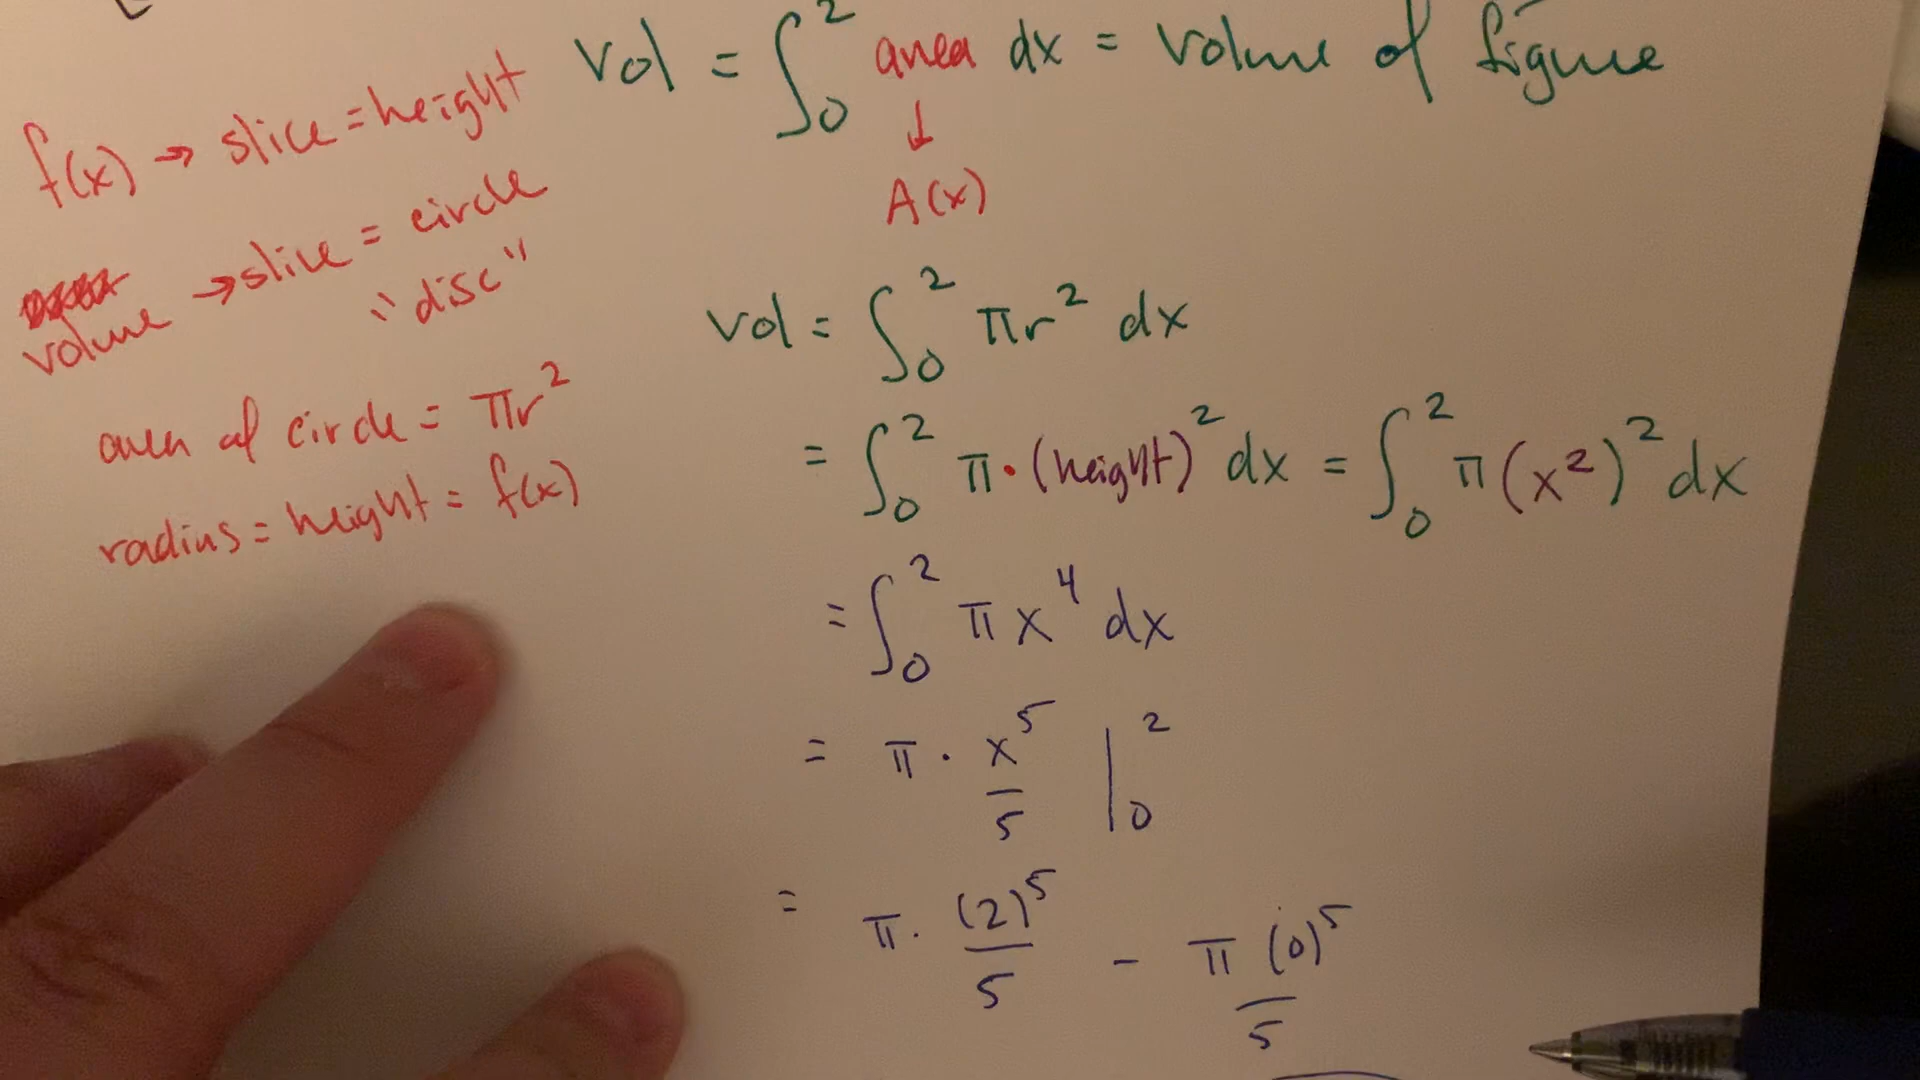 Vol = ∫₀² area dx = Volume of figure
↓
A(x)
f(x) → slice = height
volume → slice = circle
"disc"
area of circle = πr²
radius = height = f(x)
vol = ∫₀² πr² dx
= ∫₀² π · (height)² dx = ∫₀² π(x²)² dx
= ∫₀² πx⁴ dx
= π · x⁵/5 |₀²
= π · (2)⁵/5 - π(0)⁵/5